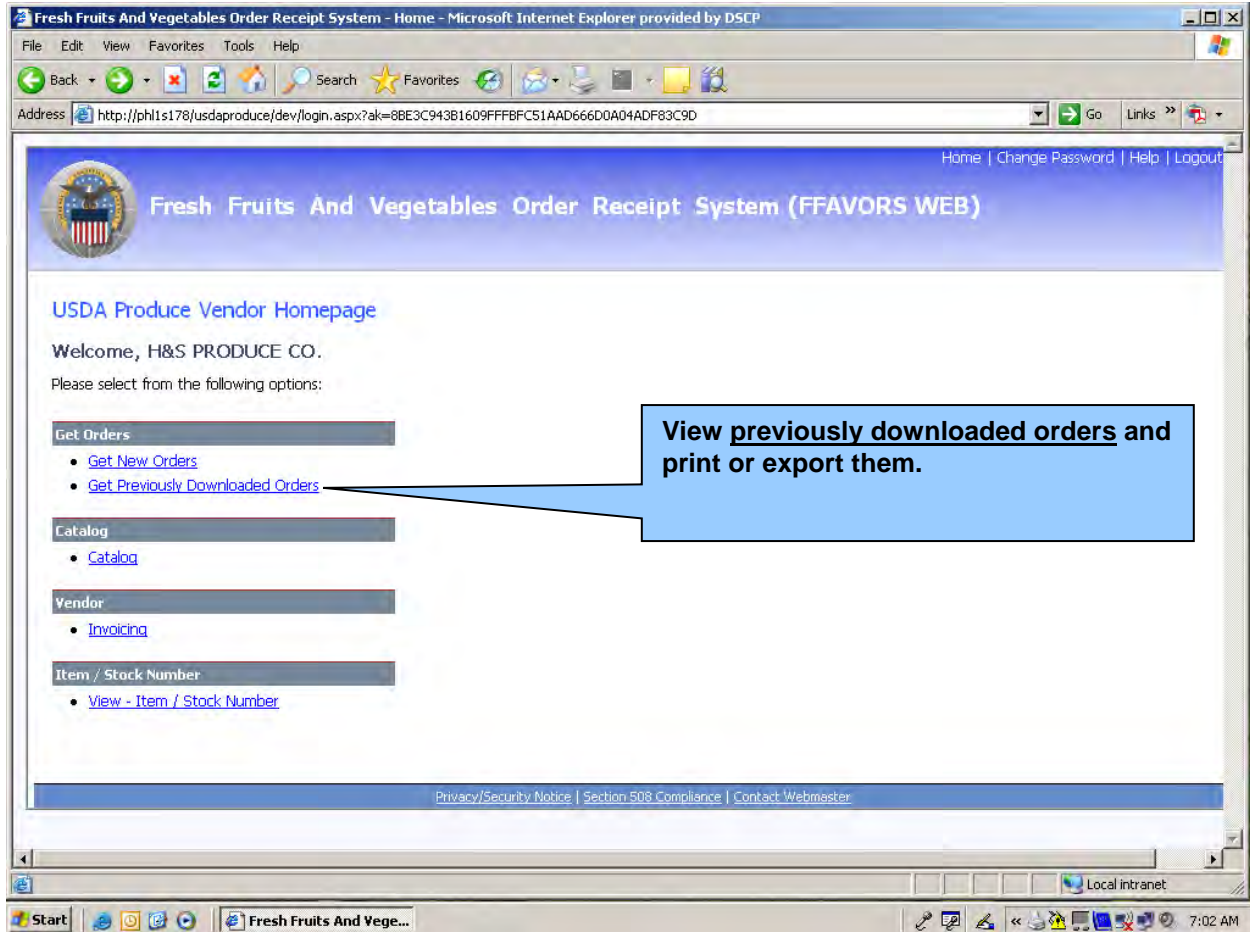 Fresh Fruits And Vegetables Order Receipt System - Home - Microsoft Internet Explorer provided by DSCP
File Edit View Favorites Tools Help
Back Search Favorites
Address http://phl1s178/usdaproduce/dev/login.aspx?ak=8BE3C943B1609FFFBFC51AAD666D0A04ADF83C9D Go Links »
Home | Change Password | Help | Logout
Fresh Fruits And Vegetables Order Receipt System (FFAVORS WEB)
USDA Produce Vendor Homepage
Welcome, H&S PRODUCE CO.
Please select from the following options:
Get Orders
• Get New Orders
• Get Previously Downloaded Orders
View previously downloaded orders and
print or export them.
Catalog
• Catalog
Vendor
• Invoicing
Item / Stock Number
• View - Item / Stock Number
Privacy/Security Notice | Section 508 Compliance | Contact Webmaster
Local intranet
Start Fresh Fruits And Vege... « 7:02 AM